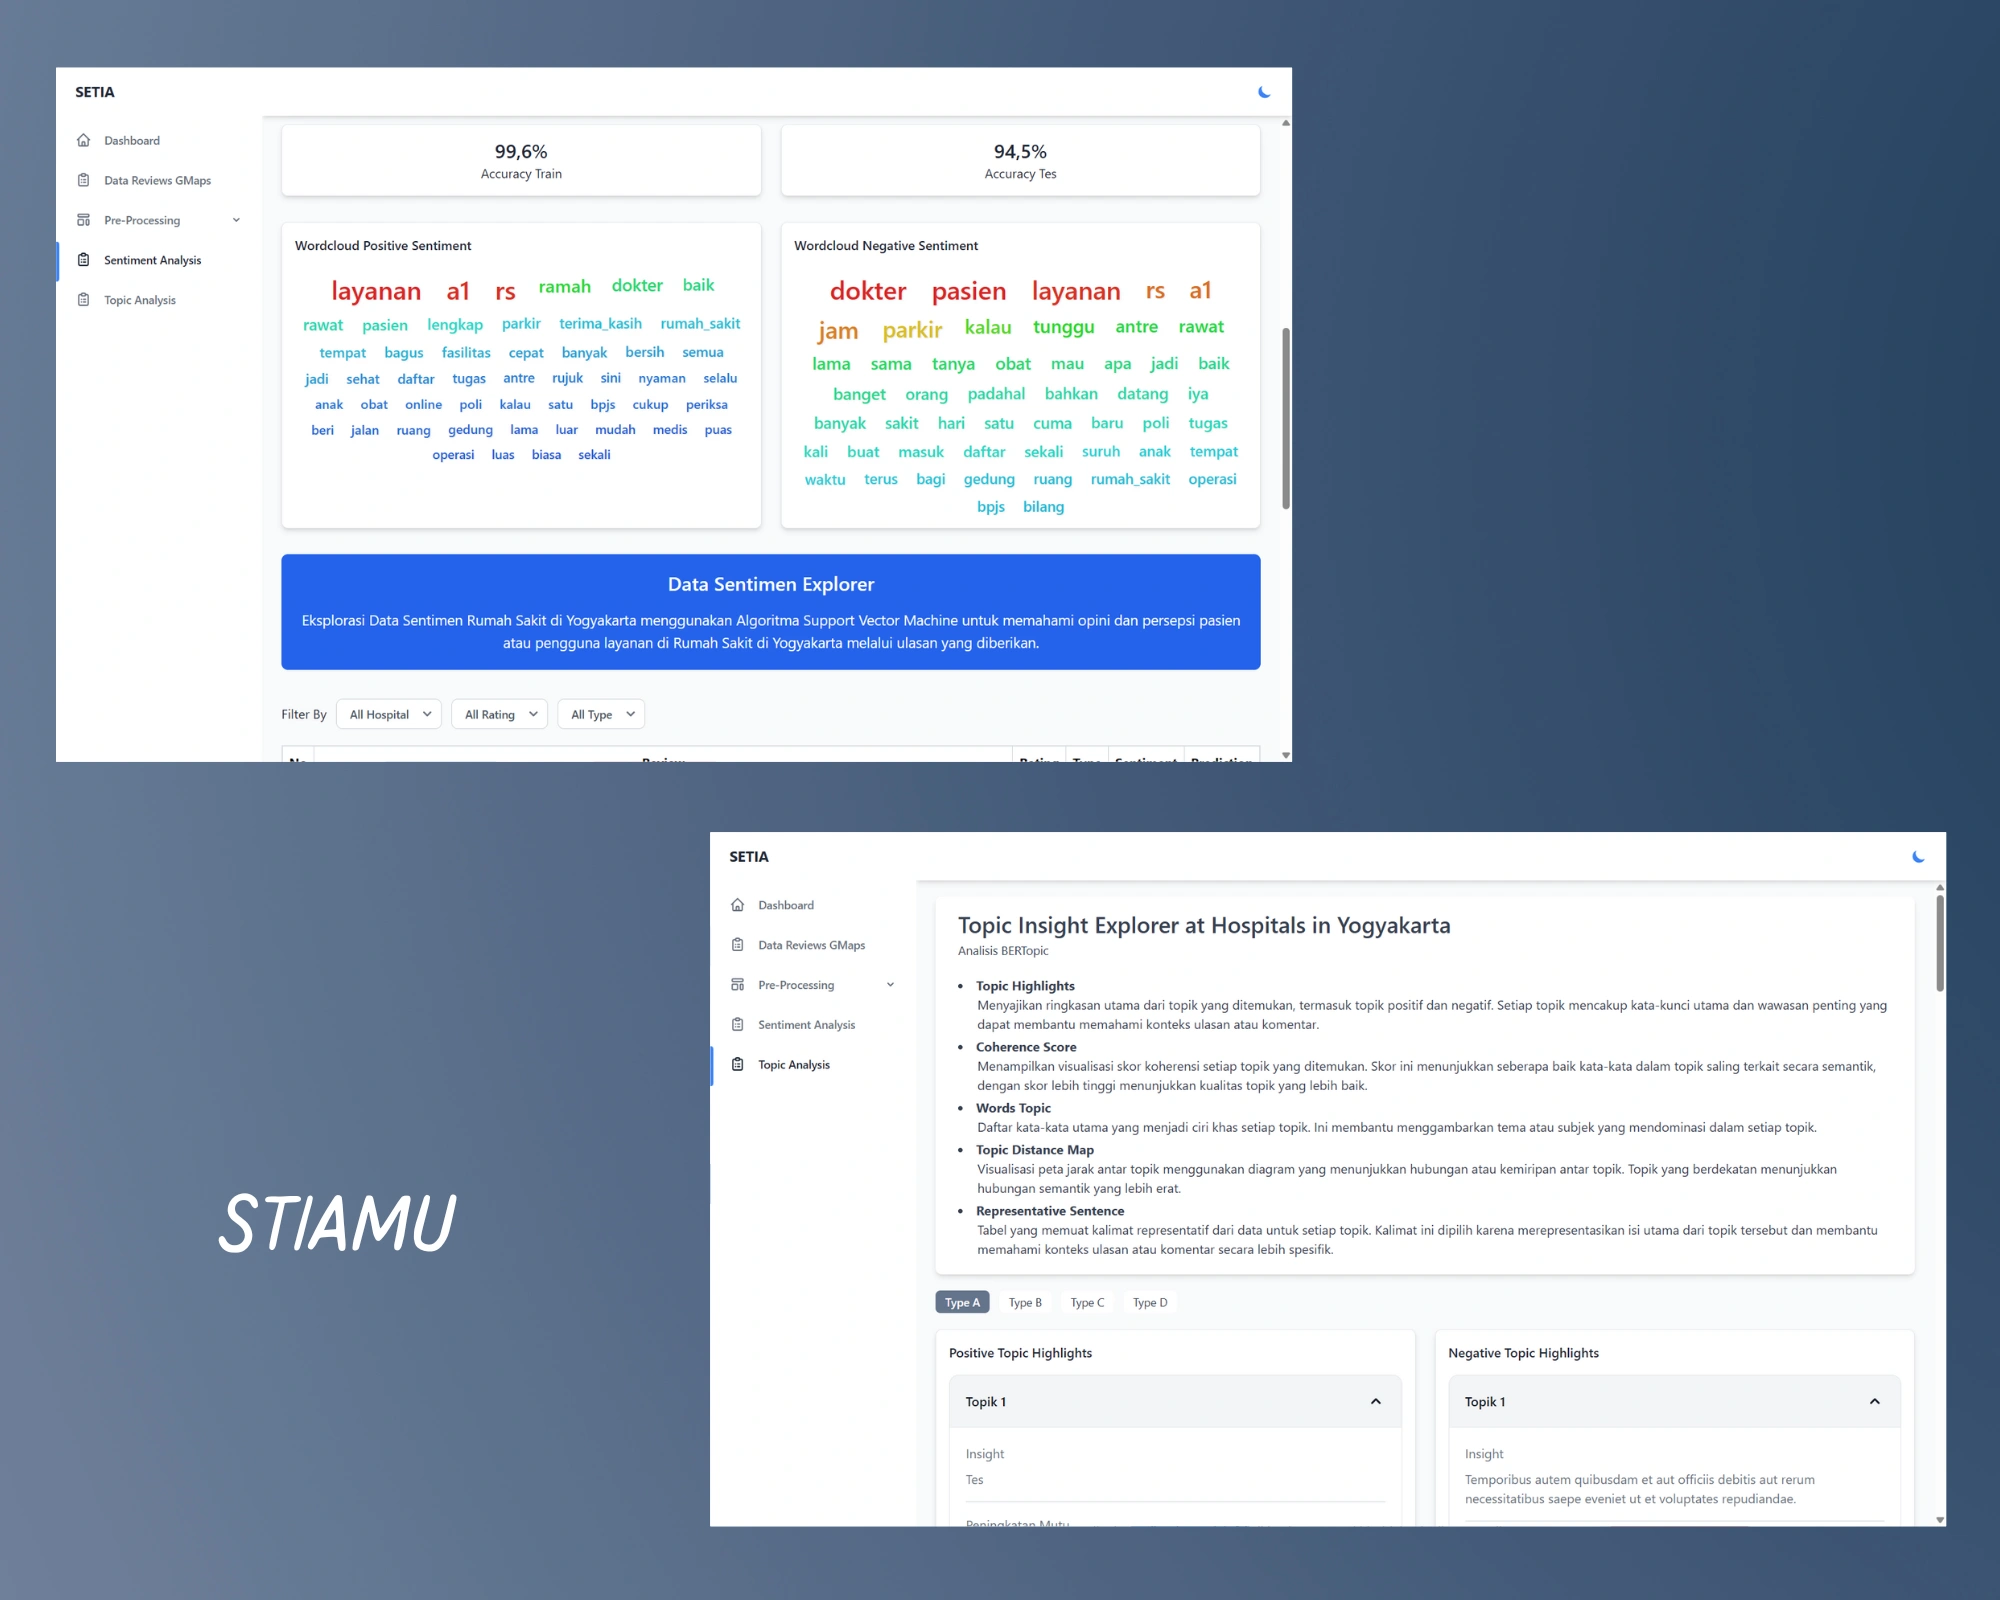 SETIA
Dashboard
Data Reviews GMaps
Pre-Processing
Sentiment Analysis
Topic Analysis
99,6%
Accuracy Train
94,5%
Accuracy Tes
Wordcloud Positive Sentiment
layanan a1 rs ramah dokter baik
rawat pasien lengkap parkir terima_kasih rumah_sakit
tempat bagus fasilitas cepat banyak bersih semua
jadi sehat daftar tugas antre rujuk sini nyaman selalu
anak obat online poli kalau satu bpjs cukup periksa
beri jalan ruang gedung lama luar mudah medis puas
operasi luas biasa sekali
Wordcloud Negative Sentiment
dokter pasien layanan rs a1
jam parkir kalau tunggu antre rawat
lama sama tanya obat mau apa jadi baik
banget orang padahal bahkan datang iya
banyak sakit hari satu cuma baru poli tugas
kali buat masuk daftar sekali suruh anak tempat
waktu terus bagi gedung ruang rumah_sakit operasi
bpjs bilang
Data Sentimen Explorer
Eksplorasi Data Sentimen Rumah Sakit di Yogyakarta menggunakan Algoritma Support Vector Machine untuk memahami opini dan persepsi pasien
atau pengguna layanan di Rumah Sakit di Yogyakarta melalui ulasan yang diberikan.
Filter By All Hospital All Rating All Type
No Review Rating Type Sentiment Prediction
SETIA
Dashboard
Data Reviews GMaps
Pre-Processing
Sentiment Analysis
Topic Analysis
Topic Insight Explorer at Hospitals in Yogyakarta
Analisis BERTopic
• Topic Highlights
Menyajikan ringkasan utama dari topik yang ditemukan, termasuk topik positif dan negatif. Setiap topik mencakup kata-kunci utama dan wawasan penting yang
dapat membantu memahami konteks ulasan atau komentar.
• Coherence Score
Menampilkan visualisasi skor koherensi setiap topik yang ditemukan. Skor ini menunjukkan seberapa baik kata-kata dalam topik saling terkait secara semantik,
dengan skor lebih tinggi menunjukkan kualitas topik yang lebih baik.
• Words Topic
Daftar kata-kata utama yang menjadi ciri khas setiap topik. Ini membantu menggambarkan tema atau subjek yang mendominasi dalam setiap topik.
• Topic Distance Map
Visualisasi peta jarak antar topik menggunakan diagram yang menunjukkan hubungan atau kemiripan antar topik. Topik yang berdekatan menunjukkan
hubungan semantik yang lebih erat.
• Representative Sentence
Tabel yang memuat kalimat representatif dari data untuk setiap topik. Kalimat ini dipilih karena merepresentasikan isi utama dari topik tersebut dan membantu
memahami konteks ulasan atau komentar secara lebih spesifik.
Type A Type B Type C Type D
Positive Topic Highlights
Topik 1
Insight
Tes
Peningkatan Mutu
Negative Topic Highlights
Topik 1
Insight
Temporibus autem quibusdam et aut officiis debitis aut rerum
necessitatibus saepe eveniet ut et voluptates repudiandae.
STIAMU